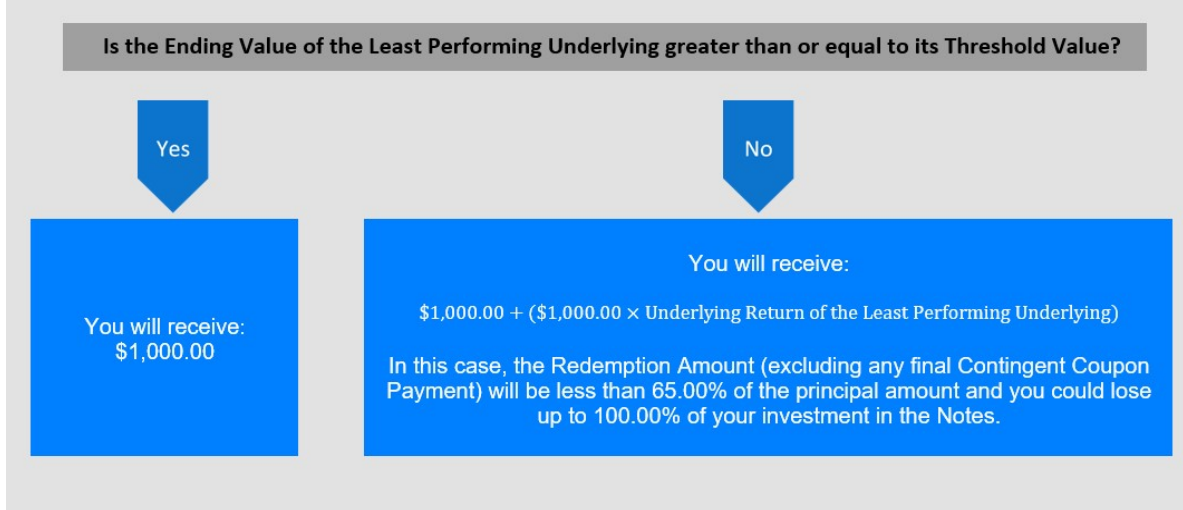 Is the Ending Value of the Least Performing Underlying greater than or equal to its Threshold Value?
Yes
No
You will receive:
$1,000.00
You will receive:
$1,000.00 + ($1,000.00 × Underlying Return of the Least Performing Underlying)
In this case, the Redemption Amount (excluding any final Contingent Coupon
Payment) will be less than 65.00% of the principal amount and you could lose
up to 100.00% of your investment in the Notes.